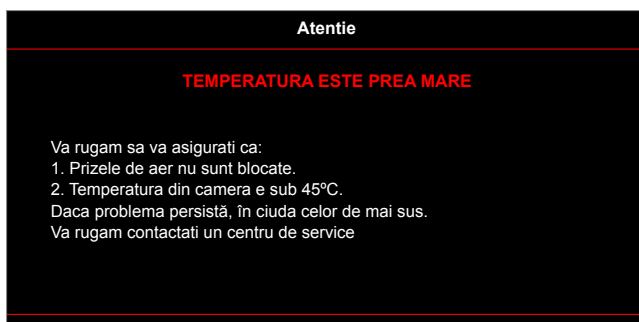 Atentie
TEMPERATURA ESTE PREA MARE
Va rugam sa va asigurati ca:
1. Prizele de aer nu sunt blocate.
2. Temperatura din camera e sub 45ºC.
Daca problema persistă, în ciuda celor de mai sus.
Va rugam contactati un centru de service